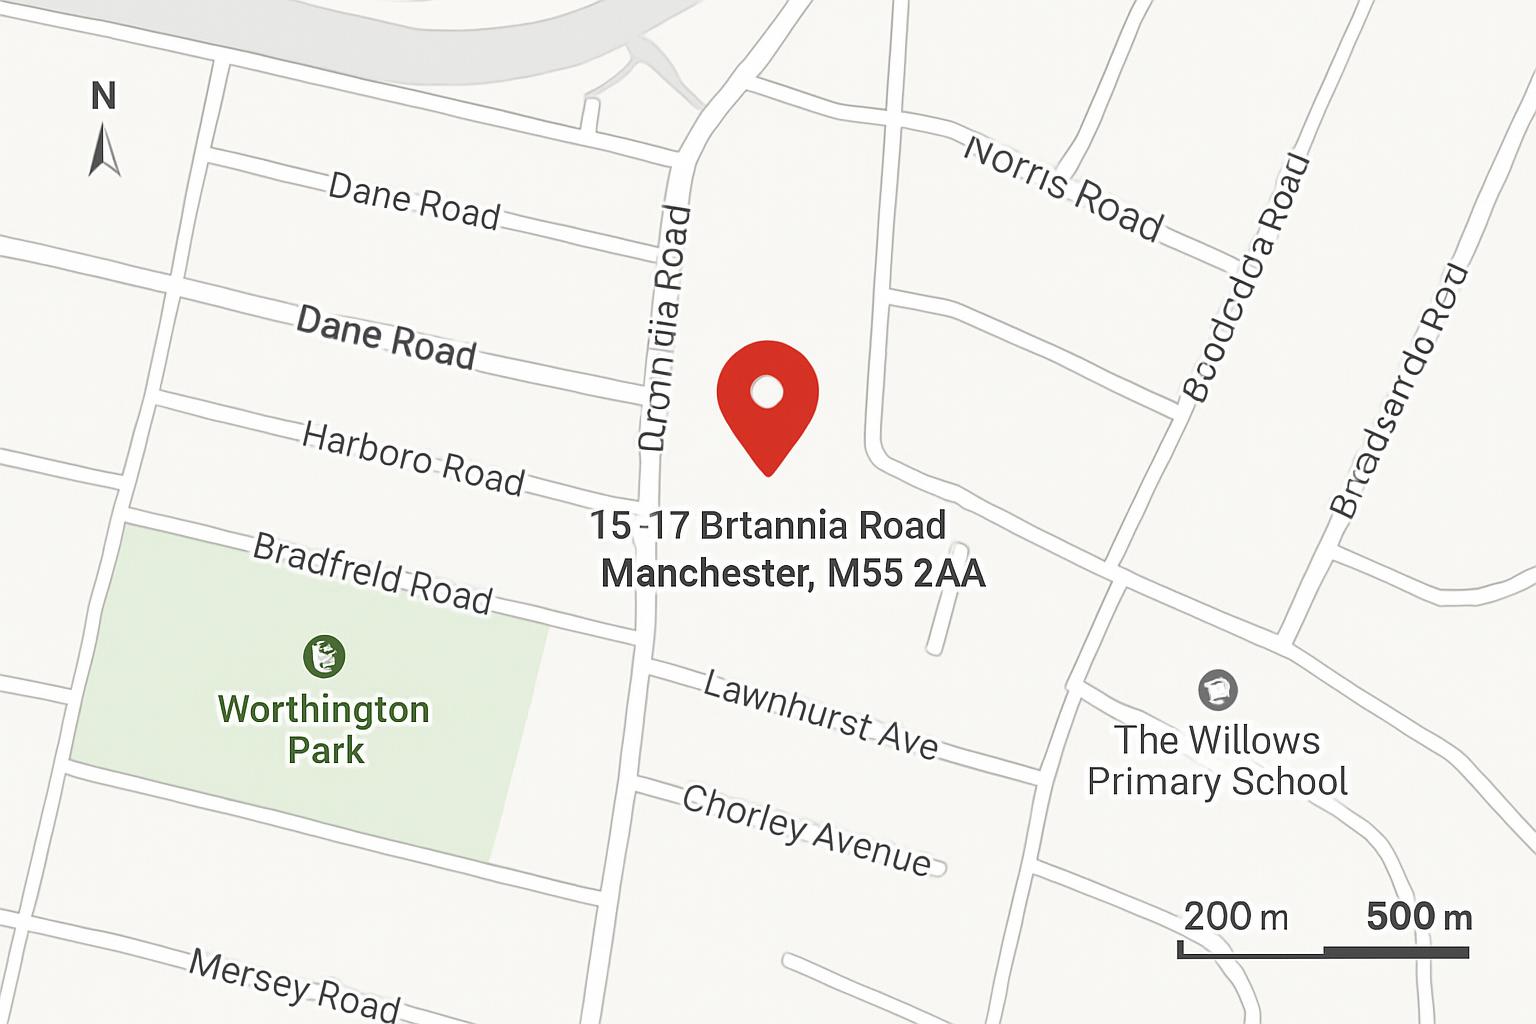 N
Dane Road
Norris Road
Dane Road
Harboro Road
15-17 Brtannia Road
Manchester, M55 2AA
Bradfreld Road
Worthington
Park
Lawnhurst Ave
The Willows
Primary School
Chorley Avenue
200 m 500 m
Mersey Road